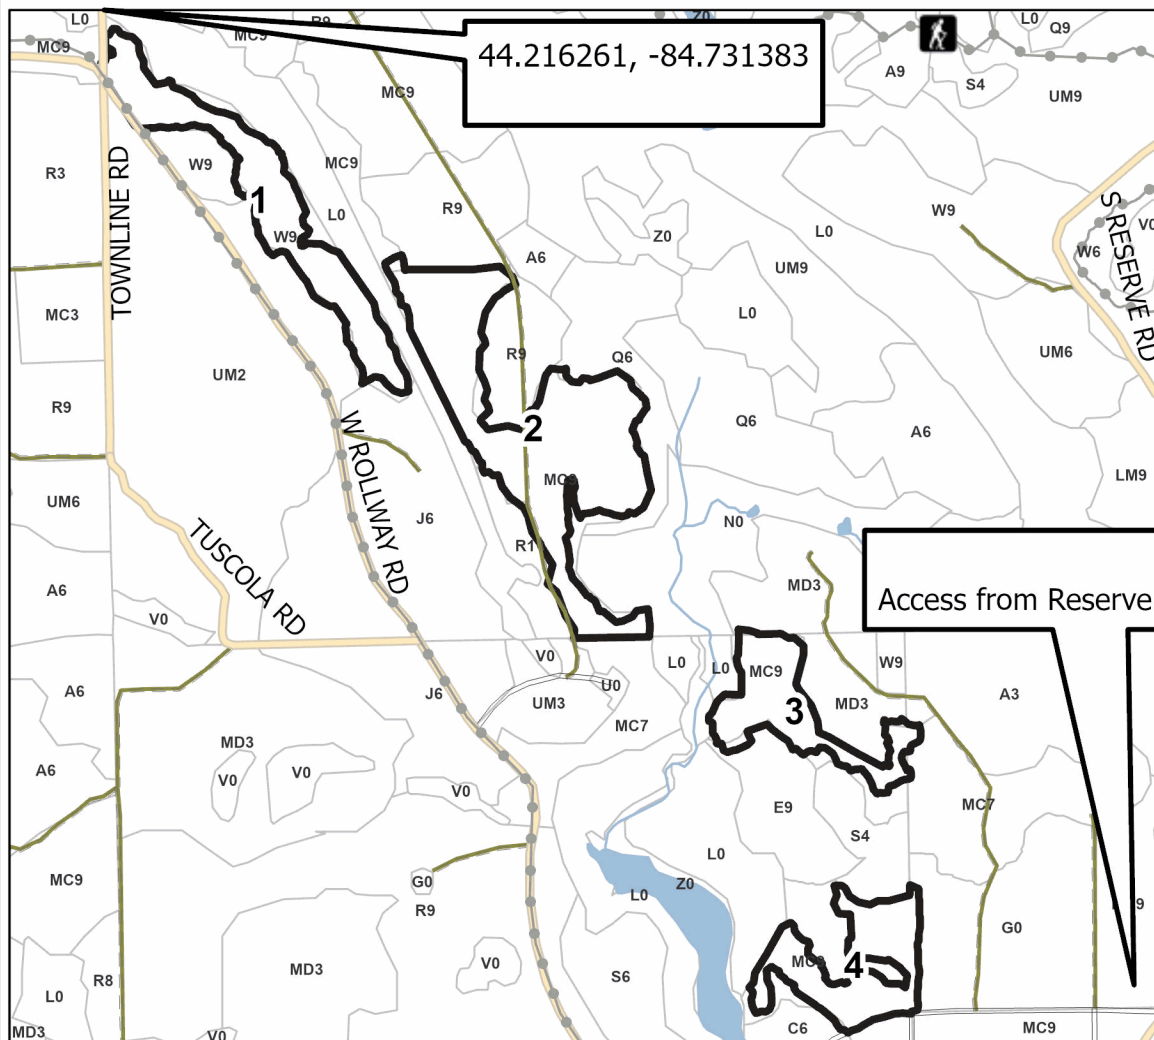 L0
R9
Z0
L0
Q9
MC9
MC9
44.216261, -84.731383
A9
S4
MC9
UM9
R3
W9
MC9
TOWNLINE RD
1
L0
R9
W9
L0
S RESERVE RD
V0
W9
Z0
A6
UM9
W6
MC3
L0
R9
Q6
UM6
UM2
R9
2
Q6
A6
W ROLLWAY RD
MC9
LM9
UM6
J6
N0
TUSCOLA RD
R1
A6
MD3
Access from Reserve
V0
V0
L0
L0
MC9
W9
A6
J6
U0
UM3
MD3
A3
3
MC7
MD3
A6
V0
V0
V0
E9
MC7
S4
L0
MC9
G0
Z0
L0
9
R9
G0
MD3
V0
S6
MC9
4
R8
L0
MD3
V0
C6
MC9